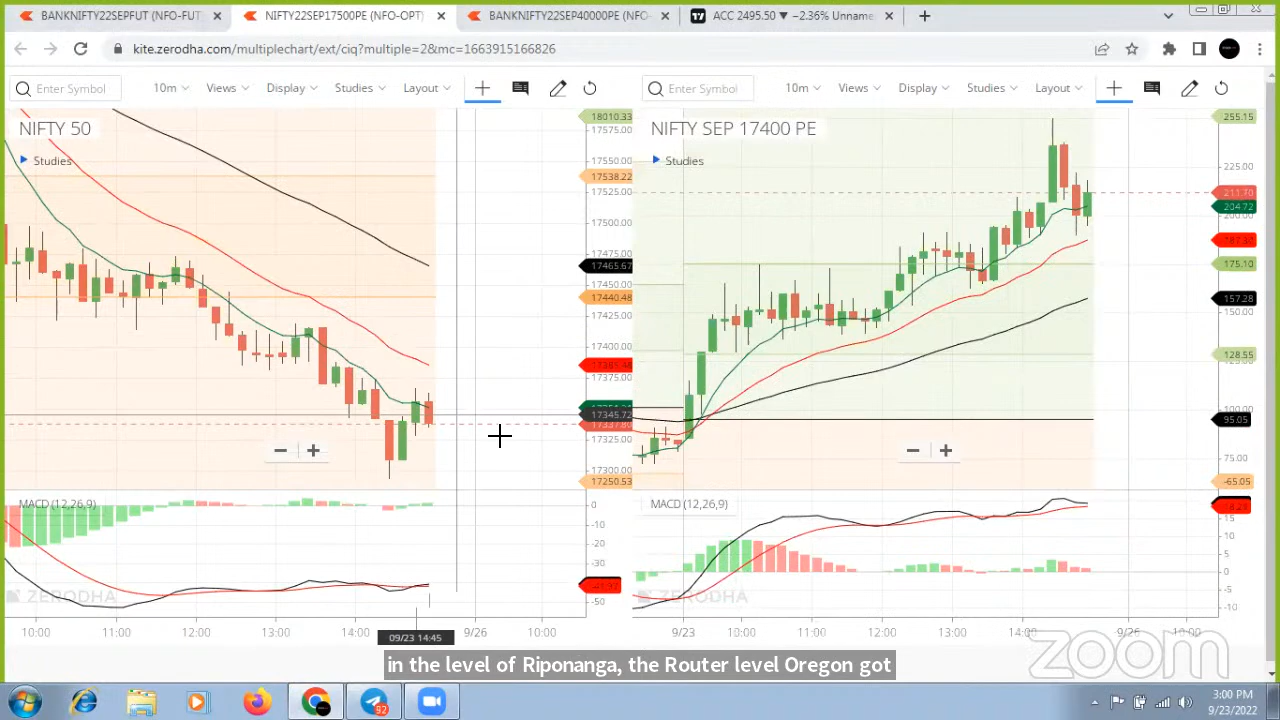 BANKNIFTY22SEPFUT (NFO-FUT
NIFTY22SEP17500PE (NFO-OPT)
BANKNIFTY22SEP40000PE (NFO-
ACC 2495.50 ▼ −2.36% Unname
kite.zerodha.com/multiplechart/ext/ciq?multiple=2&mc=1663915166826
Enter Symbol 10m Views Display Studies Layout
Enter Symbol 10m Views Display Studies Layout
NIFTY 50
Studies
18010.33
17575.00
17550.00
17538.22
17525.00
17500.00
17475.00
17465.67
17440.48
17425.00
17400.00
17375.00
17345.72
17337.80
17325.00
17300.00
17250.53
MACD (12,26,9)
0
-10
-20
-30
-50
ZERODHA
10:00 11:00 12:00 13:00 14:00 9/26 10:00
09/23 14:45
NIFTY SEP 17400 PE
Studies
255.15
225.00
211.70
204.72
200.00
175.10
157.28
150.00
128.55
100.00
95.05
75.00
-65.05
MACD (12,26,9)
15
5
0
-5
-10
ZERODHA
9/23 10:00 11:00 12:00 13:00 14:00 9/26 10:00
zoom
in the level of Riponanga, the Router level Oregon got
92
3:00 PM
9/23/2022